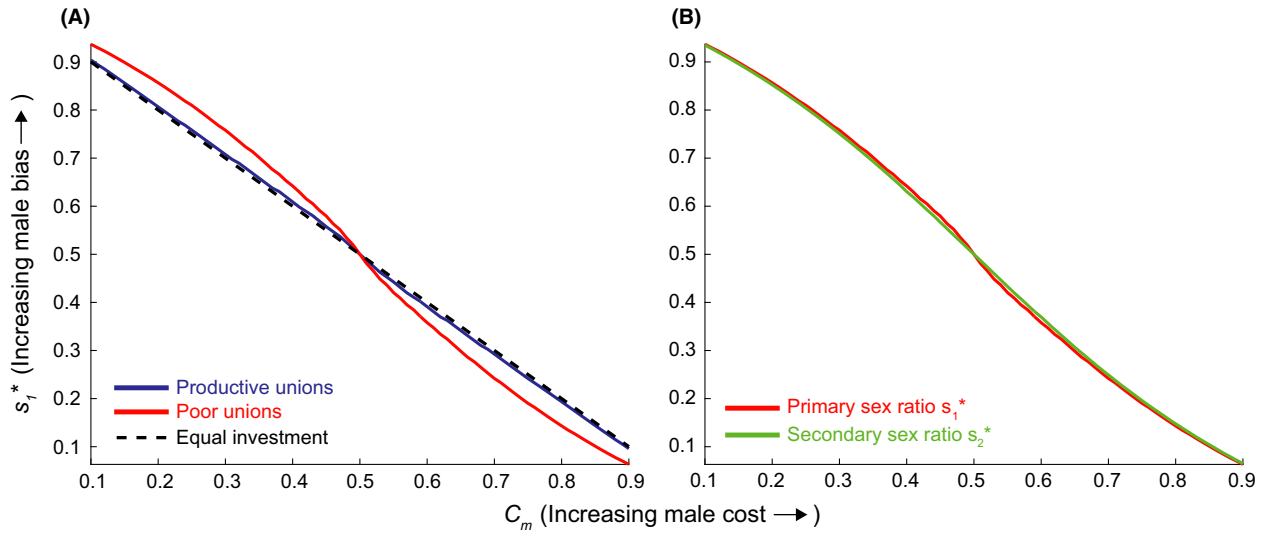 (A)
(B)
s₁* (Increasing male bias →)
0.9
0.8
0.7
0.6
0.5
0.4
0.3
0.2
0.1
Productive unions
Poor unions
Equal investment
0.1 0.2 0.3 0.4 0.5 0.6 0.7 0.8 0.9
0.9
0.8
0.7
0.6
0.5
0.4
0.3
0.2
0.1
Primary sex ratio s₁*
Secondary sex ratio s₂*
0.1 0.2 0.3 0.4 0.5 0.6 0.7 0.8 0.9
Cₘ (Increasing male cost →)